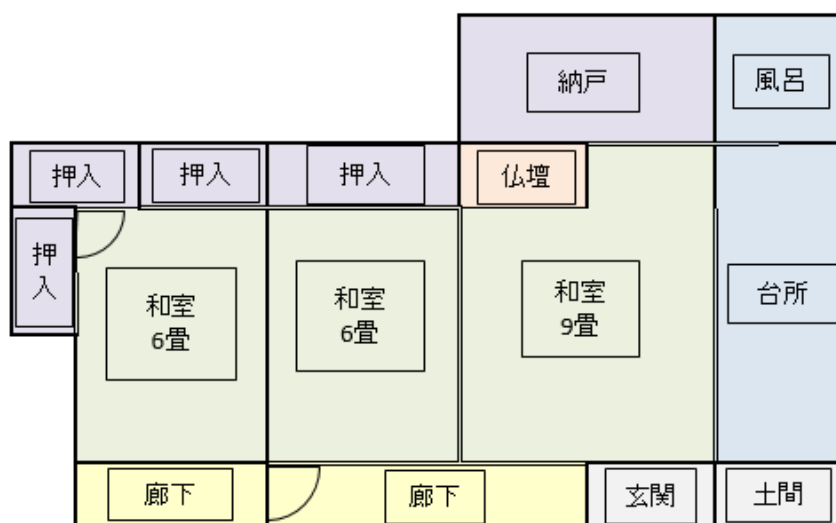 納戸
風呂
押入
押入
押入
仏壇
押
入
和室
6畳
和室
6畳
和室
9畳
台所
廊下
廊下
玄関
土間